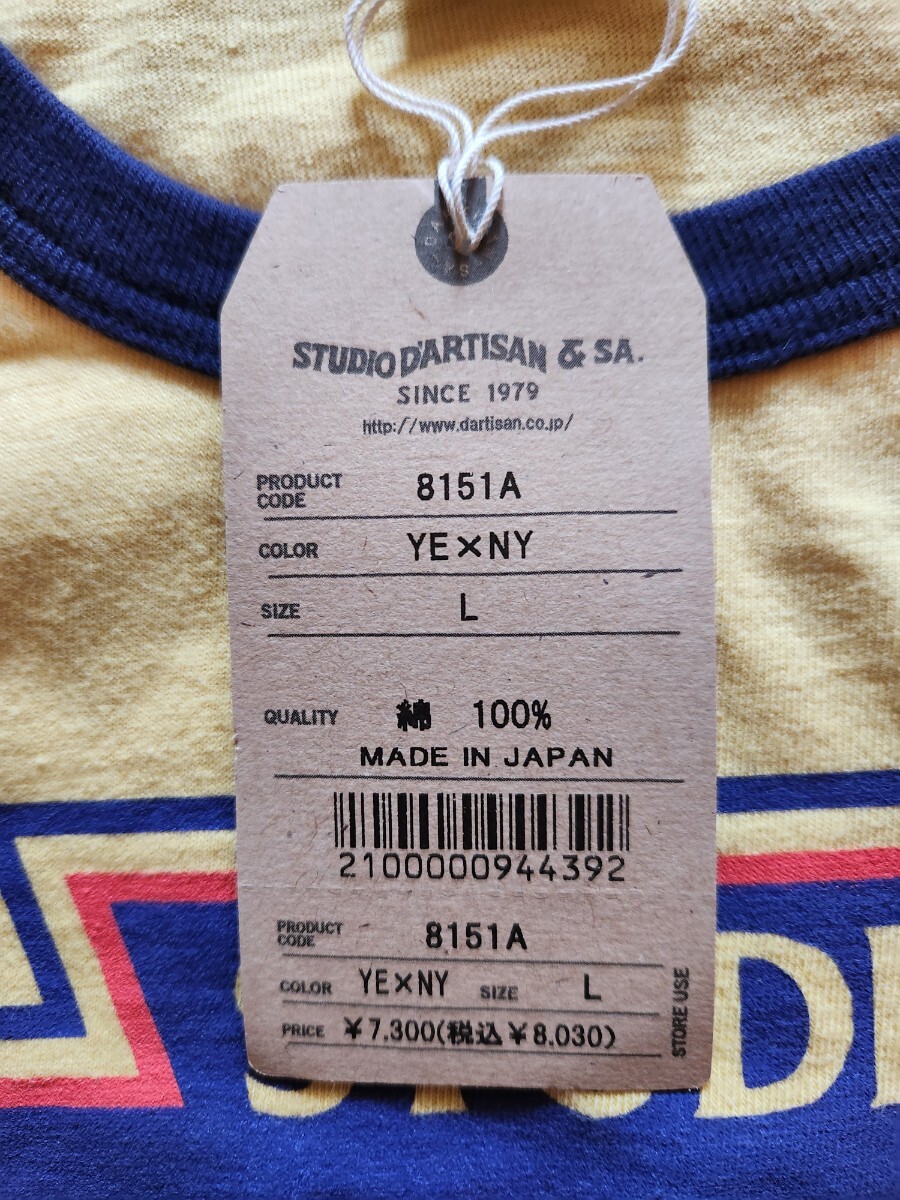 STUDIO D'ARTISAN & SA.
SINCE 1979
http://www.dartisan.co.jp/
PRODUCT CODE 8151A
COLOR YE×NY
SIZE L
QUALITY 綿 100%
MADE IN JAPAN
2100000944392
PRODUCT CODE 8151A
COLOR YE×NY SIZE L
PRICE ¥7.300(税込¥8.030)
STORE USE